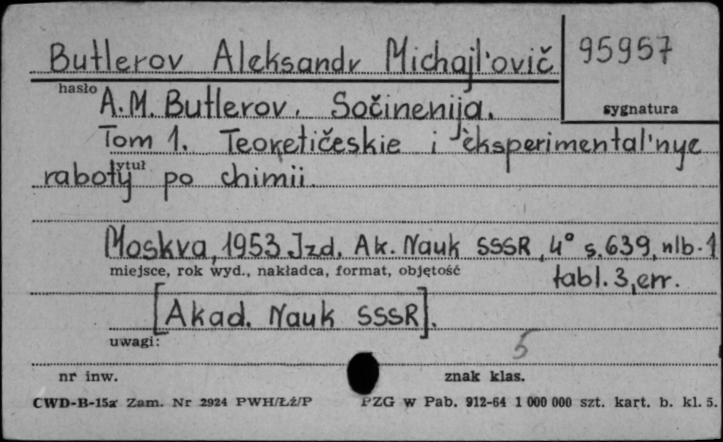 Butlerov Aleksandr Michajl'ovič 95957
hasło
A.M. Butlerov. Sočinenija. sygnatura
Tom 1. Teoretičeskie i èksperimental'nye
tytuł
raboty po chimii.
Moskva, 1953 Izd. Ak. Nauk SSSR, 4° s. 639, nlb. 1
miejsce, rok wyd., nakładca, format, objętość
tabl. 3, err.
[Akad. Nauk SSSR].
uwagi:
5
nr inw. znak klas.
CWD-B-15a Zam. Nr 2924 PWH/Łż/P PZG w Pab. 912-64 1 000 000 szt. kart. b. kl. 5.